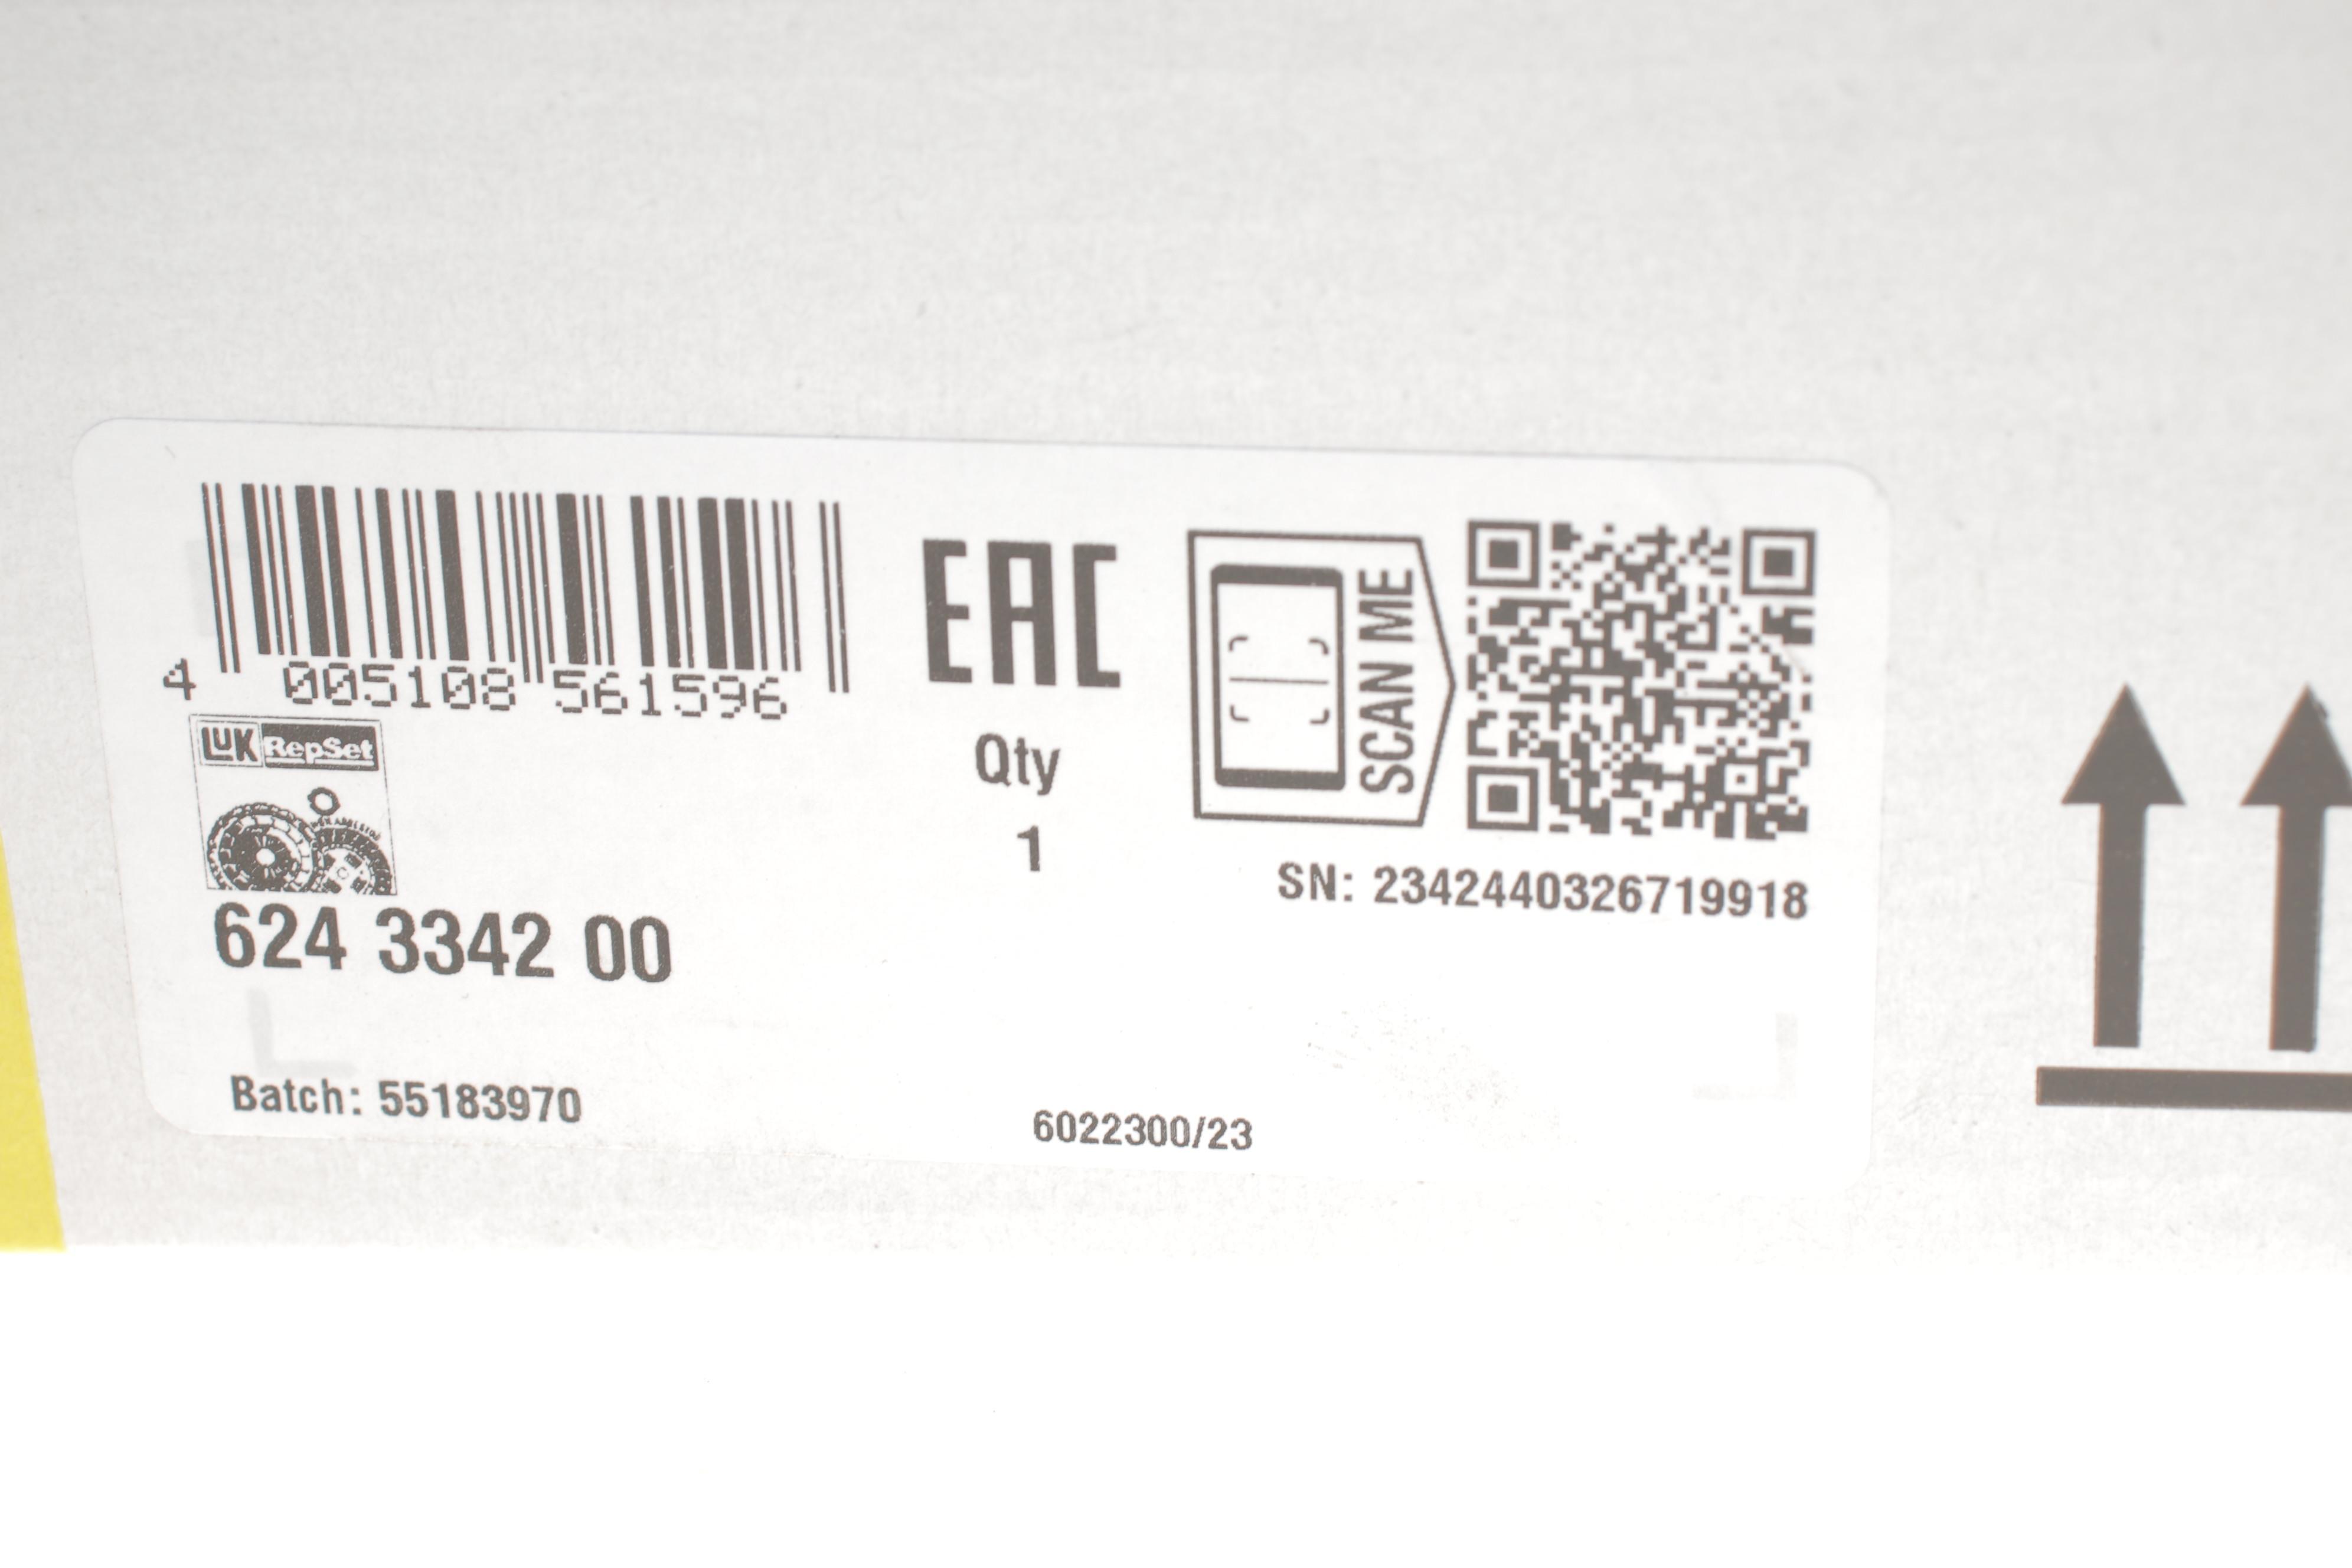 4 005108 561596
EAC
SCAN ME
LUK RepSet
Qty
1
SN: 2342440326719918
624 3342 00
Batch: 55183970
6022300/23